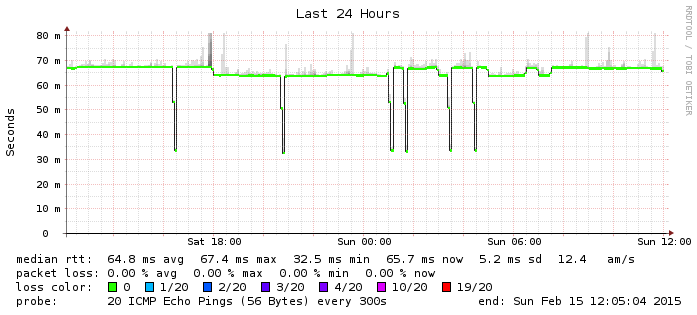 Last 24 Hours
RRDTOOL / TOBI OETIKER
Seconds
80 m
70 m
60 m
50 m
40 m
30 m
20 m
10 m
0
Sat 18:00 Sun 00:00 Sun 06:00 Sun 12:00
median rtt: 64.8 ms avg 67.4 ms max 32.5 ms min 65.7 ms now 5.2 ms sd 12.4 am/s
packet loss: 0.00 % avg 0.00 % max 0.00 % min 0.00 % now
loss color: 0 1/20 2/20 3/20 4/20 10/20 19/20
probe: 20 ICMP Echo Pings (56 Bytes) every 300s end: Sun Feb 15 12:05:04 2015